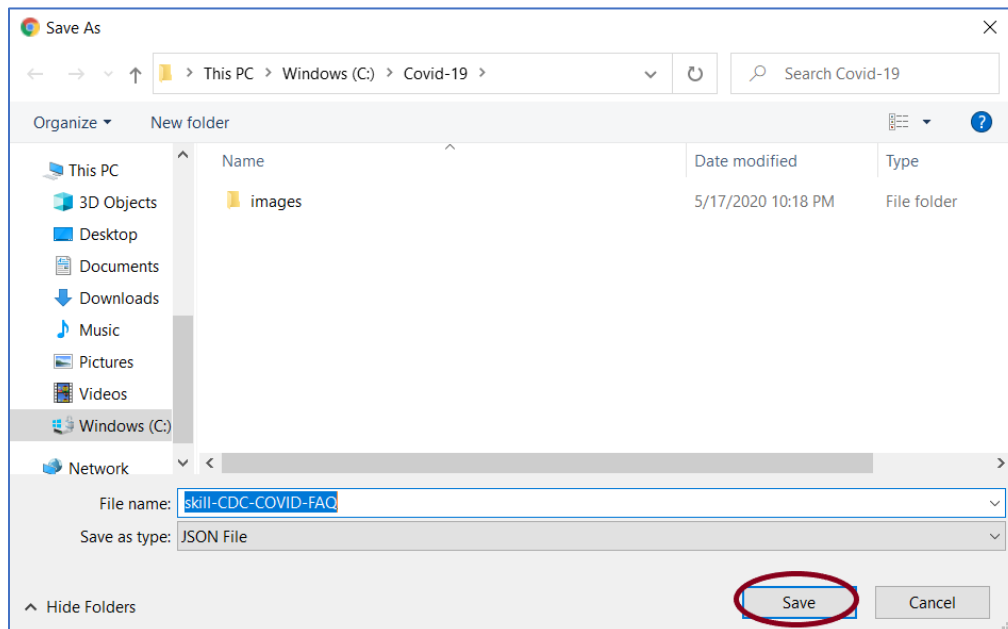 Save As
This PC > Windows (C:) > Covid-19 >
Search Covid-19
Organize
New folder
?
Name
Date modified
Type
This PC
3D Objects
Desktop
Documents
Downloads
Music
Pictures
Videos
Windows (C:)
Network
images
5/17/2020 10:18 PM
File folder
File name: skill-CDC-COVID-FAQ
Save as type: JSON File
Hide Folders
Save
Cancel